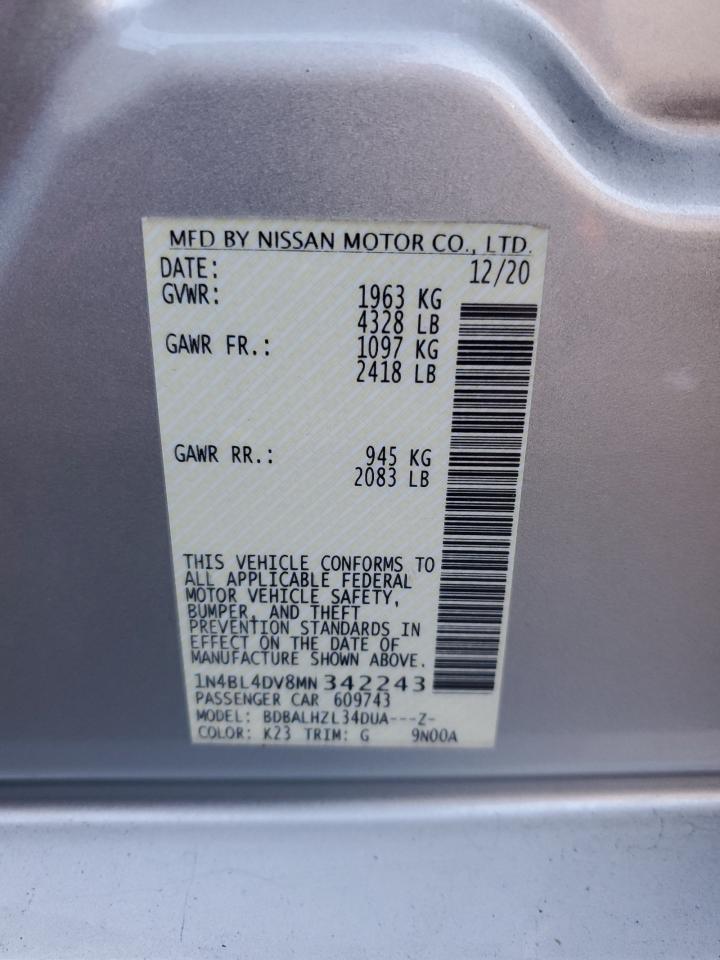 MFD BY NISSAN MOTOR CO., LTD.
DATE: 12/20
GVWR: 1963 KG
4328 LB
GAWR FR.: 1097 KG
2418 LB
GAWR RR.: 945 KG
2083 LB
THIS VEHICLE CONFORMS TO
ALL APPLICABLE FEDERAL
MOTOR VEHICLE SAFETY,
BUMPER, AND THEFT
PREVENTION STANDARDS IN
EFFECT ON THE DATE OF
MANUFACTURE SHOWN ABOVE.
1N4BL4DV8MN342243
PASSENGER CAR 609743
MODEL: BDBALHZL34DUA---Z-
COLOR: K23 TRIM: G 9N00A